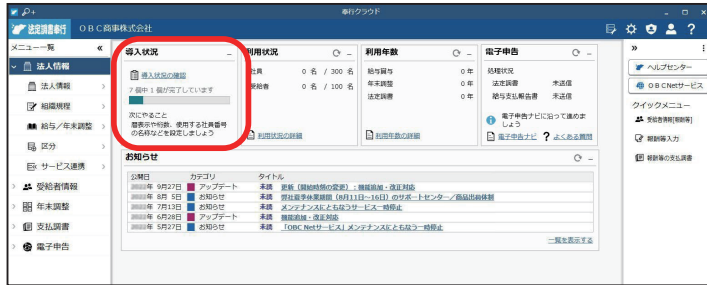 奉行クラウド
法定調書奉行 OBC商事株式会社
メニュー一覧
法人情報
法人情報
組織規程
給与/年末調整
区分
サービス連携
受給者情報
年末調整
支払調書
電子申告
導入状況
導入状況の確認
7 個中 1 個が完了しています
次にやること
暦表示や桁数、使用する社員番号
の名称などを設定しましょう
利用状況
社員 0 名 / 300 名
受給者 0 名 / 100 名
利用状況の詳細
利用年数
給与賞与 0 年
年末調整 0 年
法定調書 0 年
利用年数の詳細
電子申告
処理状況
法定調書 未送信
給与支払報告書 未送信
電子申告ナビに沿って進めま
しょう
電子申告ナビ よくある質問
お知らせ
公開日 カテゴリ タイトル
年 9月27日 アップデート 未読 更新(開始時刻の変更):機能追加・改正対応
年 8月 5日 お知らせ 未読 弊社夏季休業期間(8月11日~16日)のサポートセンター/商品出荷体制
年 7月13日 お知らせ 未読 メンテナンスにともなうサービス一時停止
年 6月28日 アップデート 未読 機能追加・改正対応
年 5月27日 お知らせ 未読 「OBC Netサービス」メンテナンスにともなう一時停止
一覧を表示する
ヘルプセンター
OBCNetサービス
クイックメニュー
受給者情報[報酬等]
報酬等入力
報酬等の支払調書